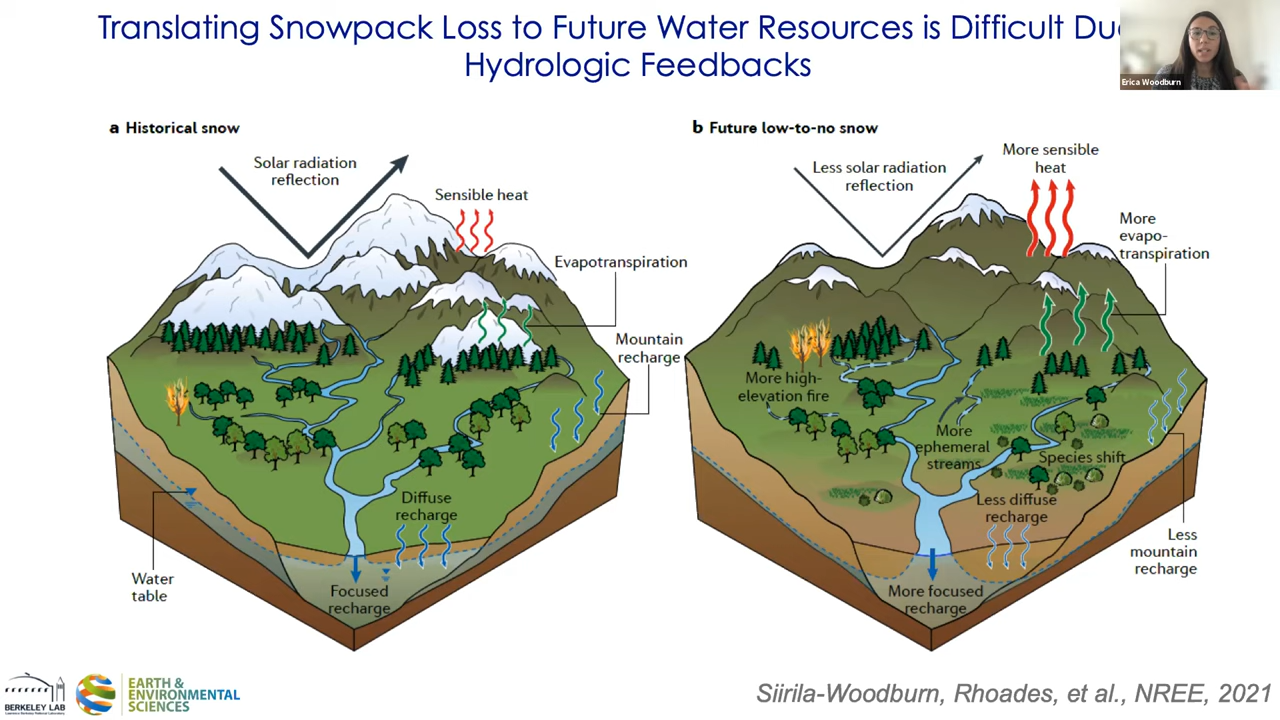 Translating Snowpack Loss to Future Water Resources is Difficult Du
Hydrologic Feedbacks
Erica Woodburn
a Historical snow
Solar radiation
reflection
Sensible heat
Evapotranspiration
Mountain
recharge
Diffuse
recharge
Water
table
Focused
recharge
b Future low-to-no snow
Less solar radiation
reflection
More sensible
heat
More
evapo-
transpiration
More high-
elevation fire
More
ephemeral
streams
Species shift
Less diffuse
recharge
Less
mountain
recharge
More focused
recharge
BERKELEY LAB
EARTH &
ENVIRONMENTAL
SCIENCES
Siirila-Woodburn, Rhoades, et al., NREE, 2021